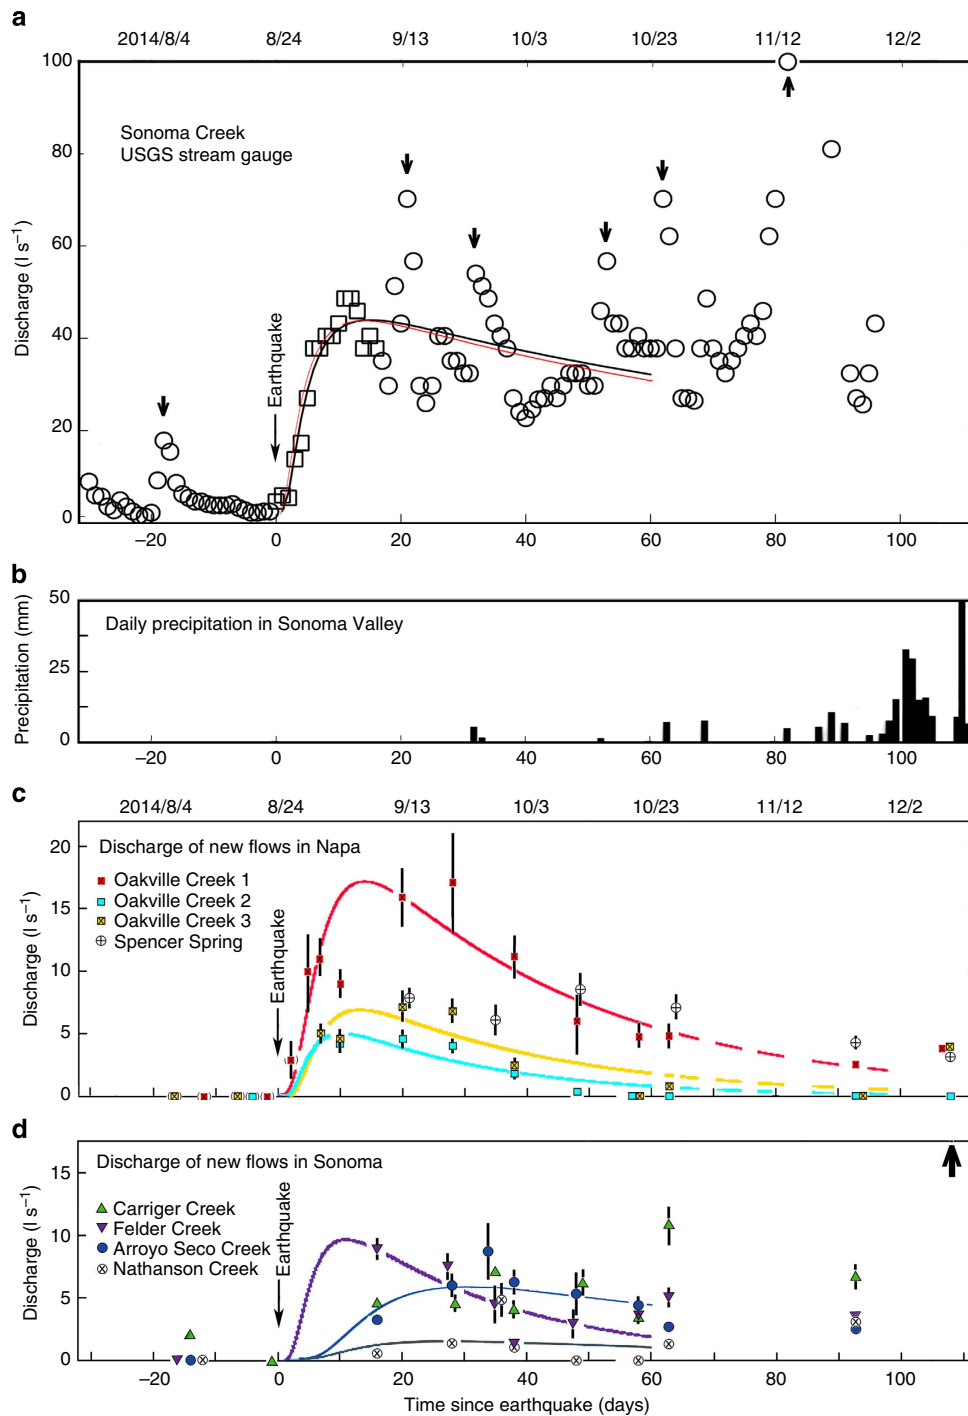 a
2014/8/4 8/24 9/13 10/3 10/23 11/12 12/2
100
80
60
40
20
0
Discharge (l s−1)
Sonoma Creek
USGS stream gauge
Earthquake
−20 0 20 40 60 80 100
b
50
25
0
Precipitation (mm)
Daily precipitation in Sonoma Valley
−20 0 20 40 60 80 100
c
2014/8/4 8/24 9/13 10/3 10/23 11/12 12/2
20
15
10
5
0
Discharge (l s−1)
Discharge of new flows in Napa
Oakville Creek 1
Oakville Creek 2
Oakville Creek 3
Spencer Spring
Earthquake
d
15
10
5
0
Discharge (l s−1)
Discharge of new flows in Sonoma
Carriger Creek
Felder Creek
Arroyo Seco Creek
Nathanson Creek
Earthquake
−20 0 20 40 60 80 100
Time since earthquake (days)